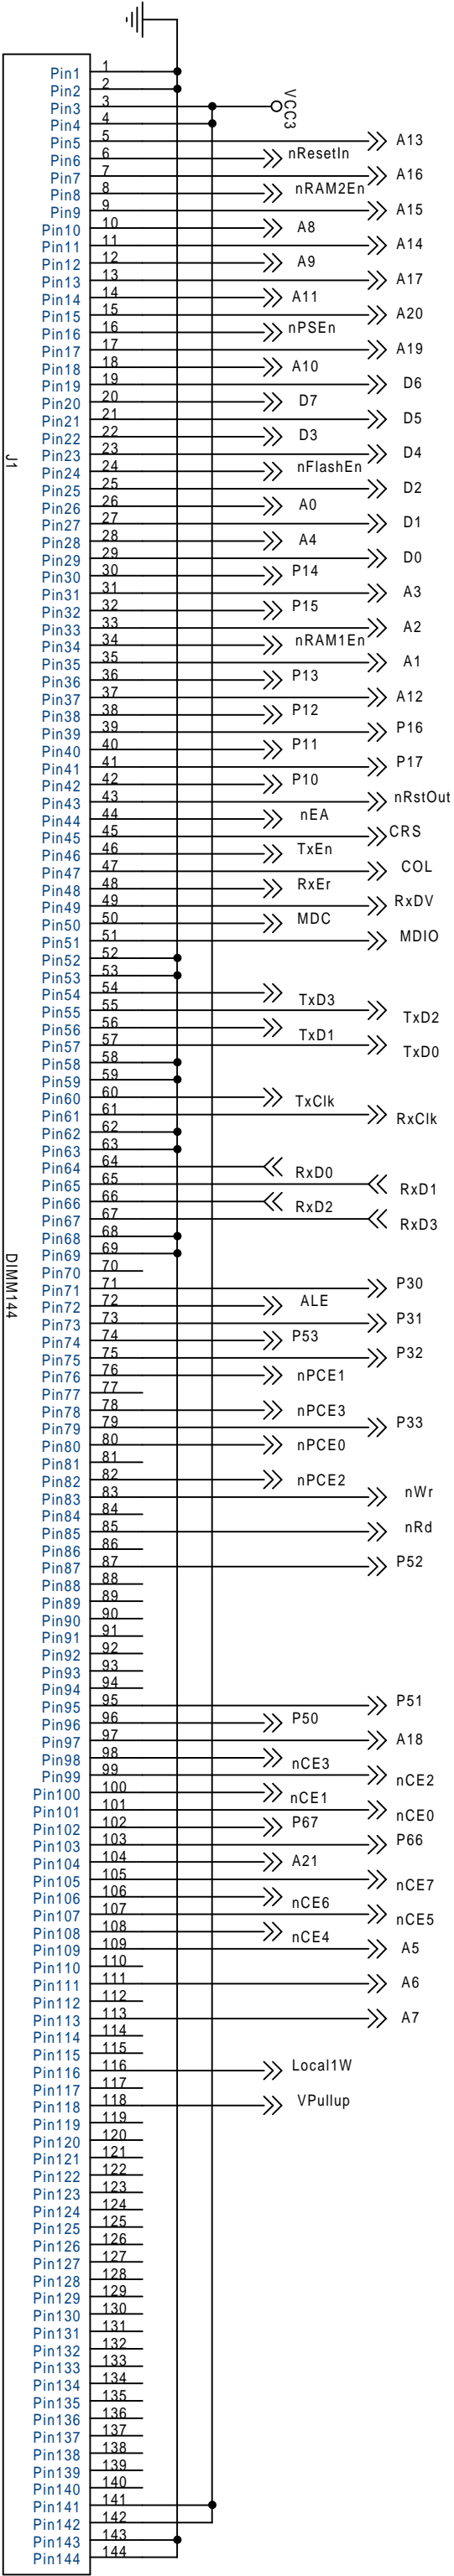 VCC3
J1
DIMM144
Pin1 1
Pin2 2
Pin3 3
Pin4 4
Pin5 5 A13
Pin6 6 nResetIn
Pin7 7 A16
Pin8 8 nRAM2En
Pin9 9 A15
Pin10 10 A8
Pin11 11 A14
Pin12 12 A9
Pin13 13 A17
Pin14 14 A11
Pin15 15 A20
Pin16 16 nPSEn
Pin17 17 A19
Pin18 18 A10
Pin19 19 D6
Pin20 20 D7
Pin21 21 D5
Pin22 22 D3
Pin23 23 D4
Pin24 24 nFlashEn
Pin25 25 D2
Pin26 26 A0
Pin27 27 D1
Pin28 28 A4
Pin29 29 D0
Pin30 30 P14
Pin31 31 A3
Pin32 32 P15
Pin33 33 A2
Pin34 34 nRAM1En
Pin35 35 A1
Pin36 36 P13
Pin37 37 A12
Pin38 38 P12
Pin39 39 P16
Pin40 40 P11
Pin41 41 P17
Pin42 42 P10
Pin43 43 nRstOut
Pin44 44 nEA
Pin45 45 CRS
Pin46 46 TxEn
Pin47 47 COL
Pin48 48 RxEr
Pin49 49 RxDV
Pin50 50 MDC
Pin51 51 MDIO
Pin52 52
Pin53 53
Pin54 54 TxD3
Pin55 55 TxD2
Pin56 56 TxD1
Pin57 57 TxD0
Pin58 58
Pin59 59
Pin60 60 TxClk
Pin61 61 RxClk
Pin62 62
Pin63 63
Pin64 64 RxD0
Pin65 65 RxD1
Pin66 66 RxD2
Pin67 67 RxD3
Pin68 68
Pin69 69
Pin70 70
Pin71 71 P30
Pin72 72 ALE
Pin73 73 P31
Pin74 74 P53
Pin75 75 P32
Pin76 76 nPCE1
Pin77 77
Pin78 78 nPCE3
Pin79 79 P33
Pin80 80 nPCE0
Pin81 81
Pin82 82 nPCE2
Pin83 83 nWr
Pin84 84
Pin85 85 nRd
Pin86 86
Pin87 87 P52
Pin88 88
Pin89 89
Pin90 90
Pin91 91
Pin92 92
Pin93 93
Pin94 94
Pin95 95 P51
Pin96 96 P50
Pin97 97 A18
Pin98 98 nCE3
Pin99 99 nCE2
Pin100 100 nCE1
Pin101 101 nCE0
Pin102 102 P67
Pin103 103 P66
Pin104 104 A21
Pin105 105 nCE7
Pin106 106 nCE6
Pin107 107 nCE5
Pin108 108 nCE4
Pin109 109 A5
Pin110 110
Pin111 111 A6
Pin112 112
Pin113 113 A7
Pin114 114
Pin115 115
Pin116 116 Local1W
Pin117 117
Pin118 118 VPullup
Pin119 119
Pin120 120
Pin121 121
Pin122 122
Pin123 123
Pin124 124
Pin125 125
Pin126 126
Pin127 127
Pin128 128
Pin129 129
Pin130 130
Pin131 131
Pin132 132
Pin133 133
Pin134 134
Pin135 135
Pin136 136
Pin137 137
Pin138 138
Pin139 139
Pin140 140
Pin141 141
Pin142 142
Pin143 143
Pin144 144